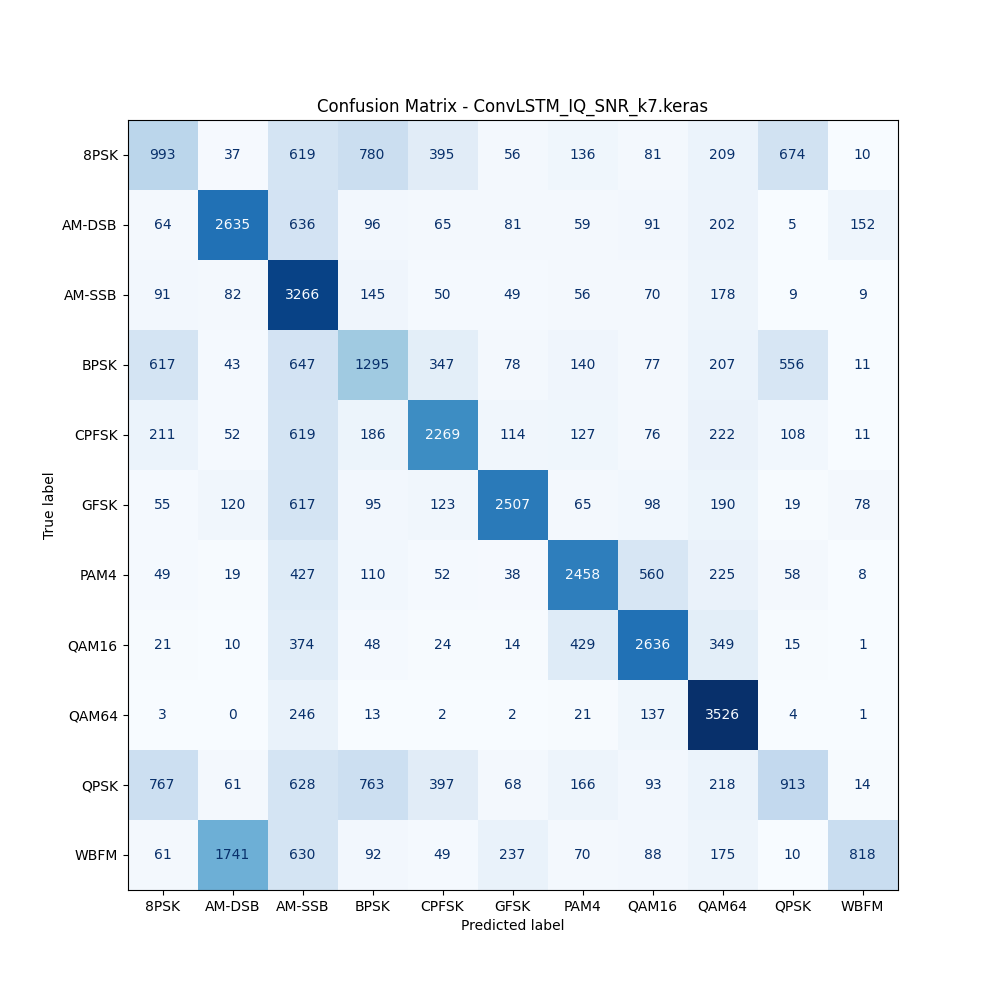 Confusion Matrix - ConvLSTM_IQ_SNR_k7.keras
8PSK 993 37 619 780 395 56 136 81 209 674 10
AM-DSB 64 2635 636 96 65 81 59 91 202 5 152
AM-SSB 91 82 3266 145 50 49 56 70 178 9 9
BPSK 617 43 647 1295 347 78 140 77 207 556 11
CPFSK 211 52 619 186 2269 114 127 76 222 108 11
True label
GFSK 55 120 617 95 123 2507 65 98 190 19 78
PAM4 49 19 427 110 52 38 2458 560 225 58 8
QAM16 21 10 374 48 24 14 429 2636 349 15 1
QAM64 3 0 246 13 2 2 21 137 3526 4 1
QPSK 767 61 628 763 397 68 166 93 218 913 14
WBFM 61 1741 630 92 49 237 70 88 175 10 818
8PSK AM-DSB AM-SSB BPSK CPFSK GFSK PAM4 QAM16 QAM64 QPSK WBFM
Predicted label